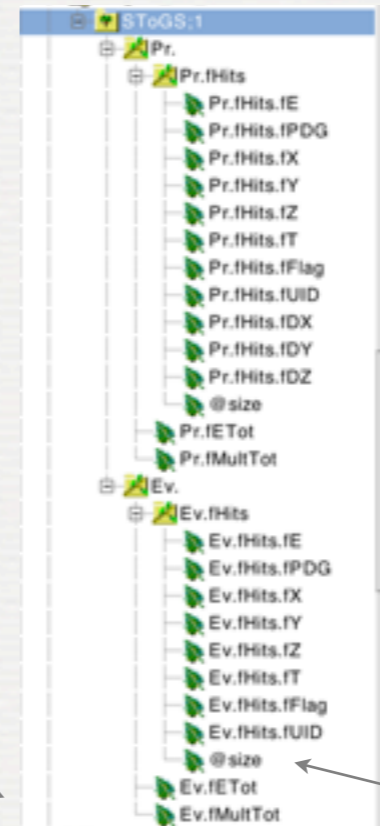 SToGS;1
Pr.
Pr.fHits
Pr.fHits.fE
Pr.fHits.fPDG
Pr.fHits.fX
Pr.fHits.fY
Pr.fHits.fZ
Pr.fHits.fT
Pr.fHits.fFlag
Pr.fHits.fUID
Pr.fHits.fDX
Pr.fHits.fDY
Pr.fHits.fDZ
@size
Pr.fETot
Pr.fMultTot
Ev.
Ev.fHits
Ev.fHits.fE
Ev.fHits.fPDG
Ev.fHits.fX
Ev.fHits.fY
Ev.fHits.fZ
Ev.fHits.fT
Ev.fHits.fFlag
Ev.fHits.fUID
@size
Ev.fETot
Ev.fMultTot